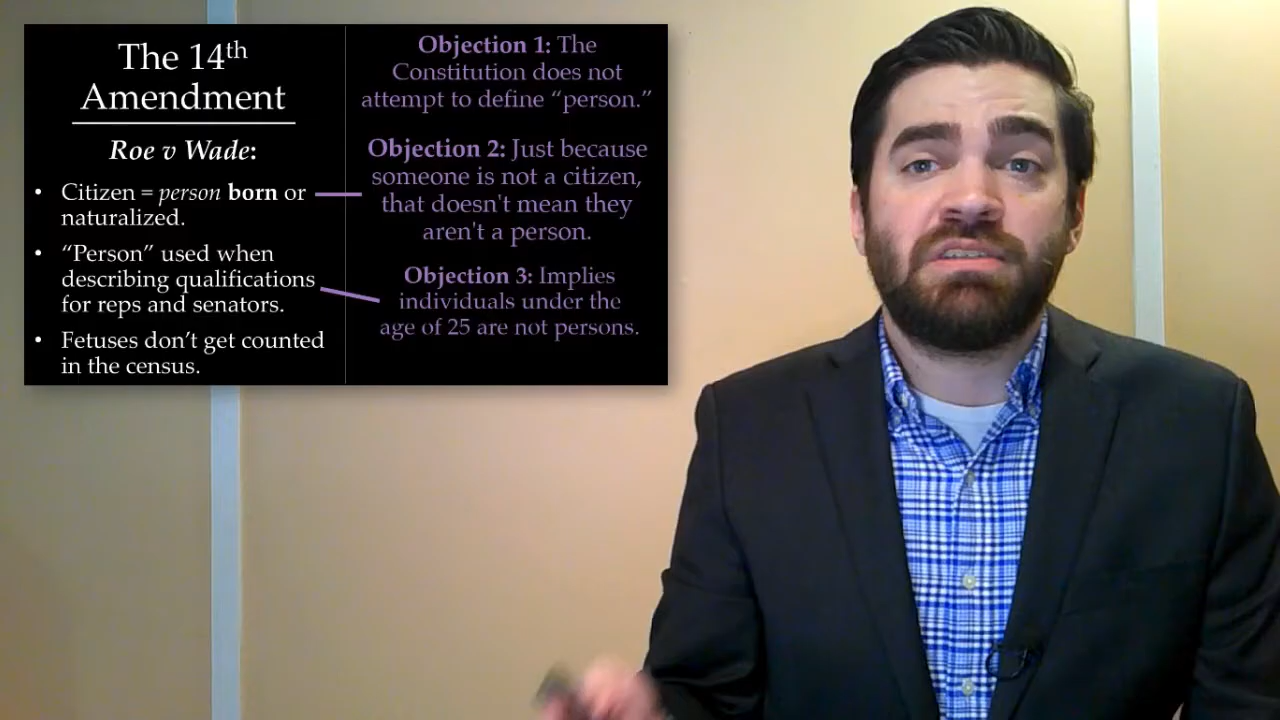 The 14th
Amendment
Roe v Wade:
• Citizen = person born or
naturalized.
• “Person” used when
describing qualifications
for reps and senators.
• Fetuses don’t get counted
in the census.
Objection 1: The
Constitution does not
attempt to define “person.”
Objection 2: Just because
someone is not a citizen,
that doesn't mean they
aren't a person.
Objection 3: Implies
individuals under the
age of 25 are not persons.